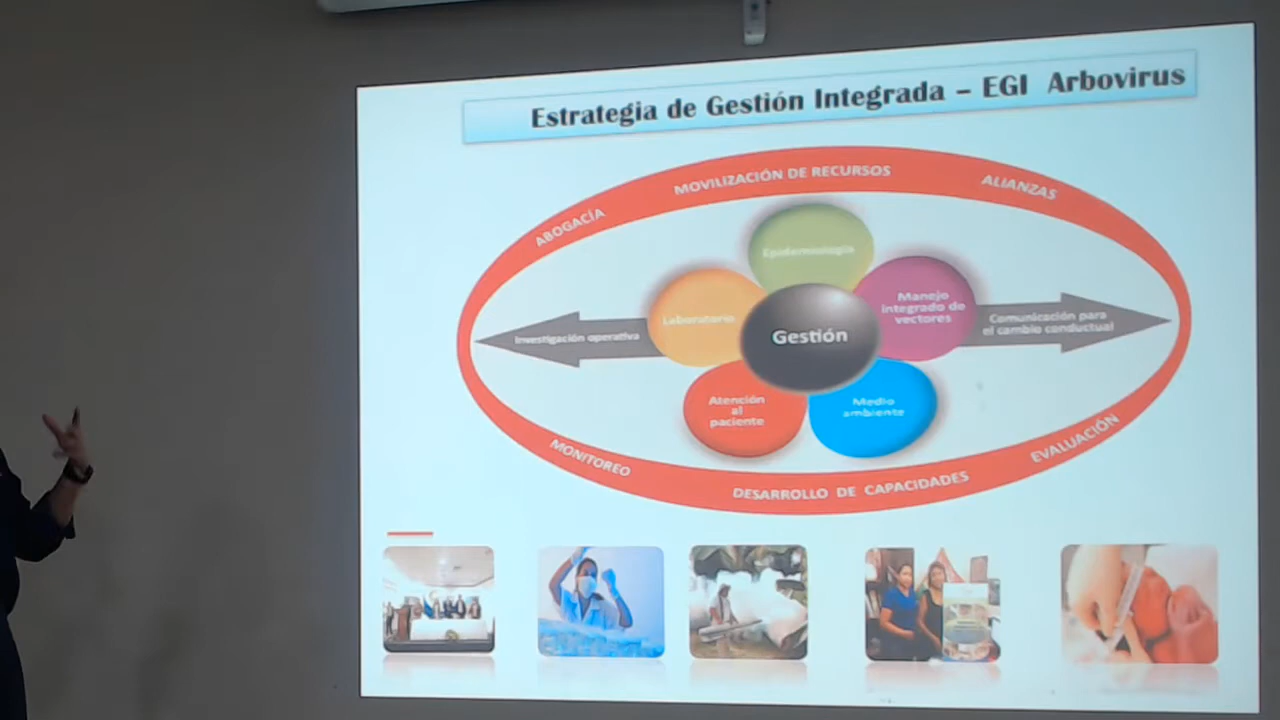 Estrategia de Gestión Integrada – EGI Arbovirus
ABOGACÍA
MOVILIZACIÓN DE RECURSOS
ALIANZAS
Epidemiología
Laboratorio
Gestión
Manejo
integrado de
vectores
Investigación operativa
Comunicación para
el cambio conductual
Atención
al
paciente
Medio
ambiente
MONITOREO
DESARROLLO DE CAPACIDADES
EVALUACIÓN